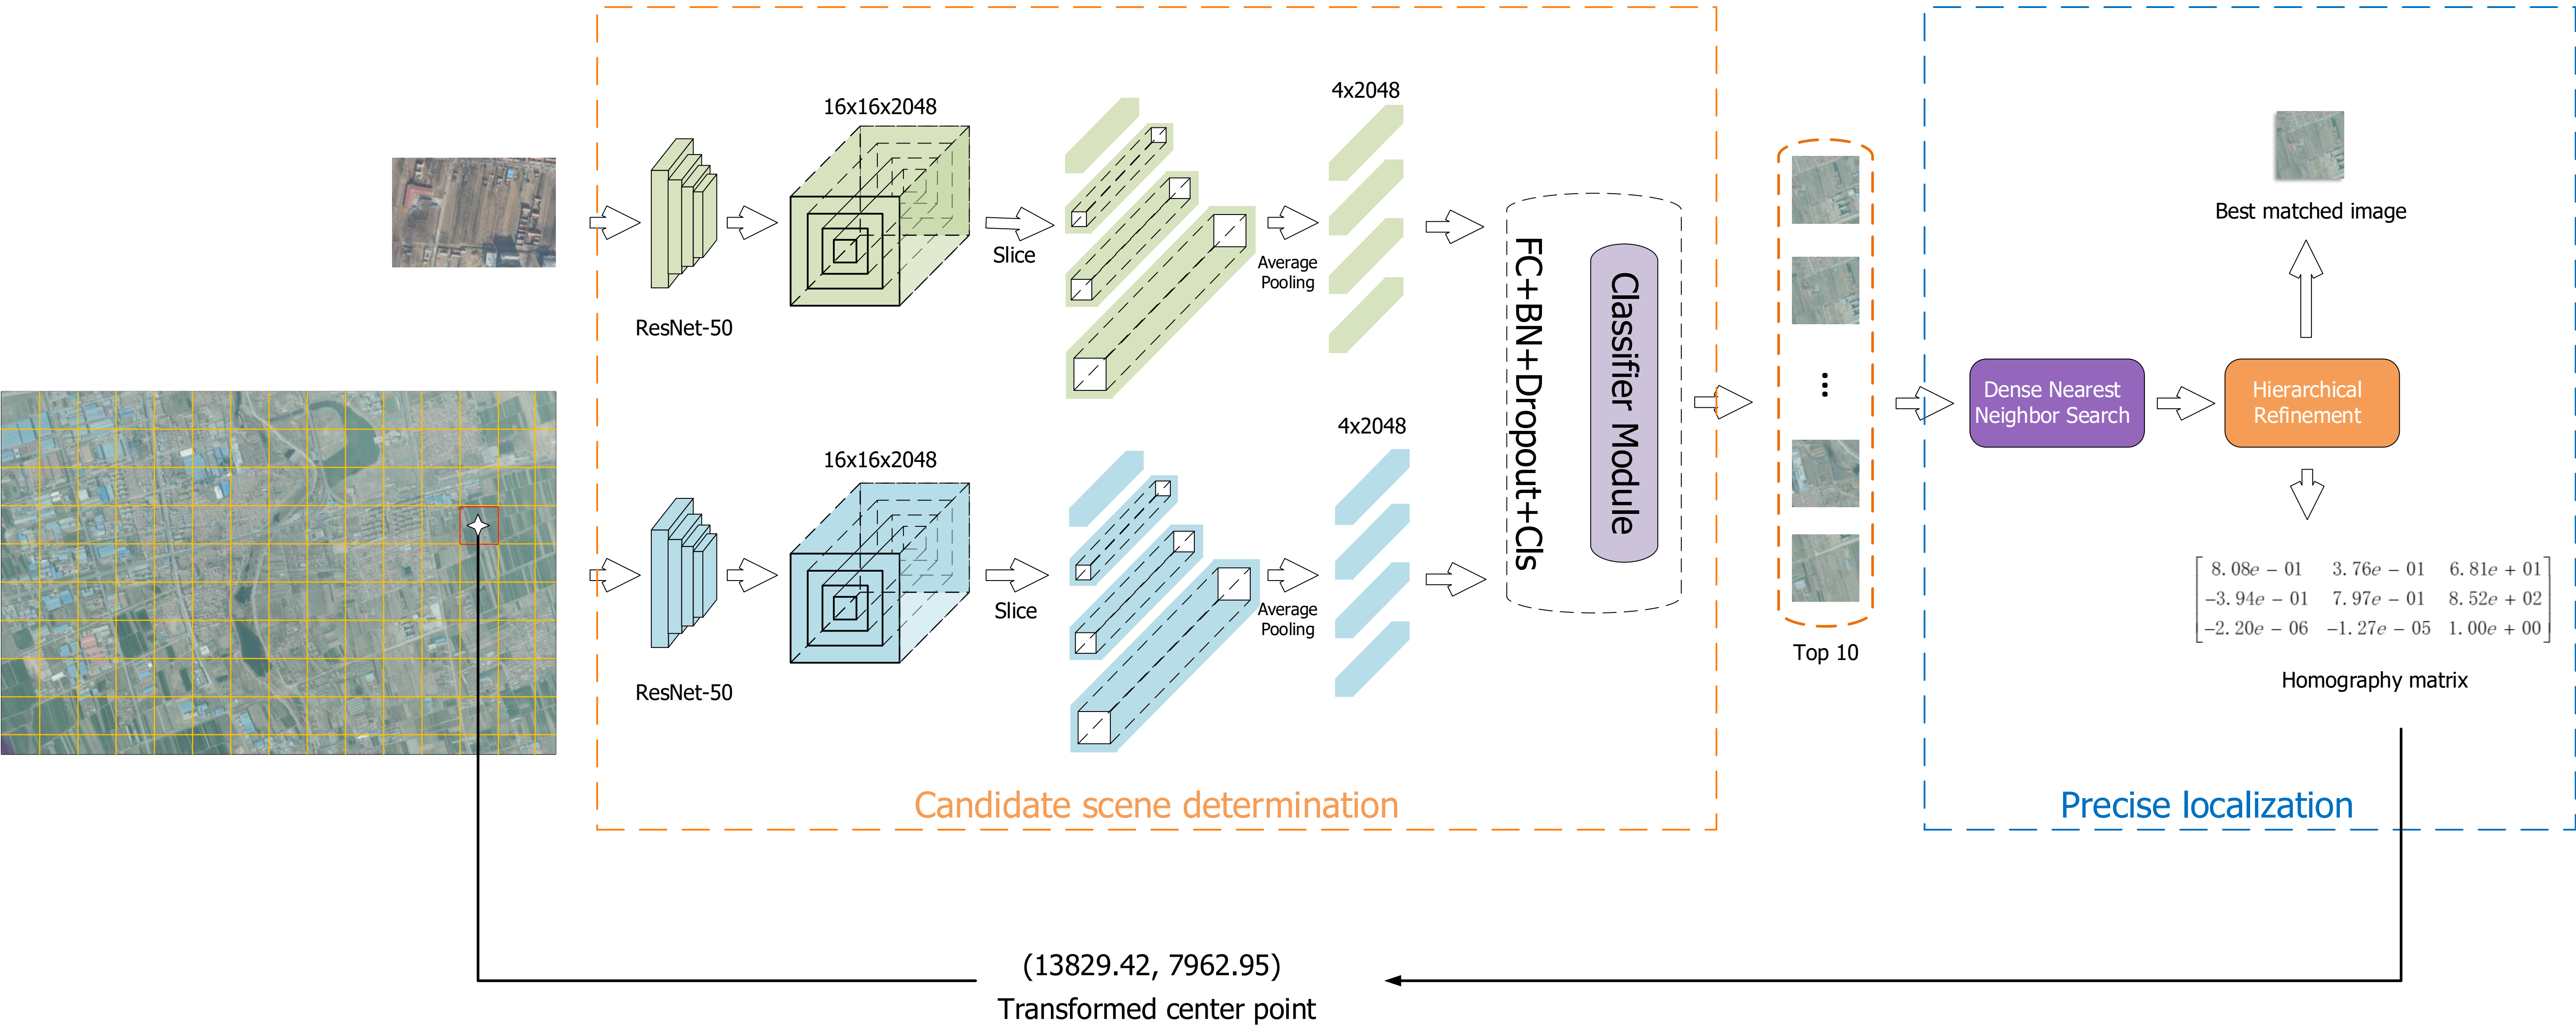 16x16x2048
ResNet-50
Slice
Average
Pooling
4x2048
16x16x2048
ResNet-50
Slice
Average
Pooling
4x2048
FC+BN+Dropout+Cls
Classifier Module
Candidate scene determination
...
Top 10
Dense Nearest
Neighbor Search
Hierarchical
Refinement
Best matched image
8.08e − 01 3.76e − 01 6.81e + 01
−3.94e − 01 7.97e − 01 8.52e + 02
−2.20e − 06 −1.27e − 05 1.00e + 00
Homography matrix
Precise localization
(13829.42, 7962.95)
Transformed center point